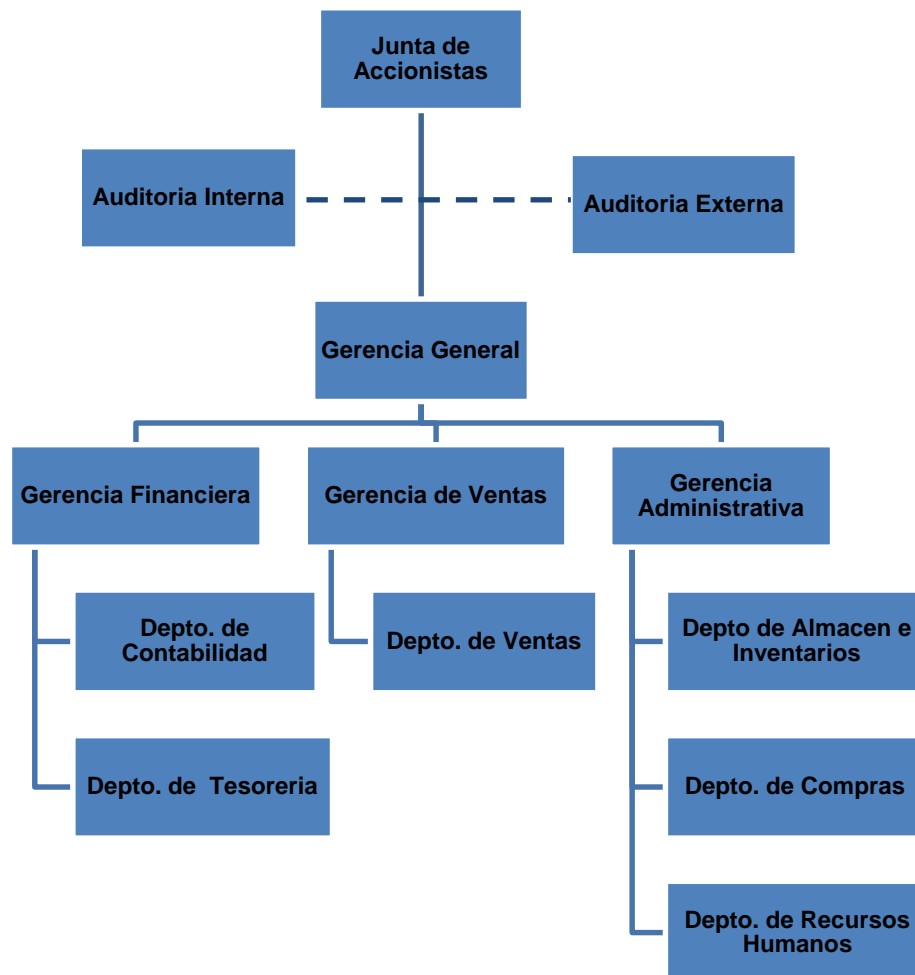 Junta de
Accionistas
Auditoria Interna
Auditoria Externa
Gerencia General
Gerencia Financiera
Gerencia de Ventas
Gerencia
Administrativa
Depto. de
Contabilidad
Depto. de Ventas
Depto de Almacen e
Inventarios
Depto. de  Tesoreria
Depto. de Compras
Depto. de Recursos
Humanos